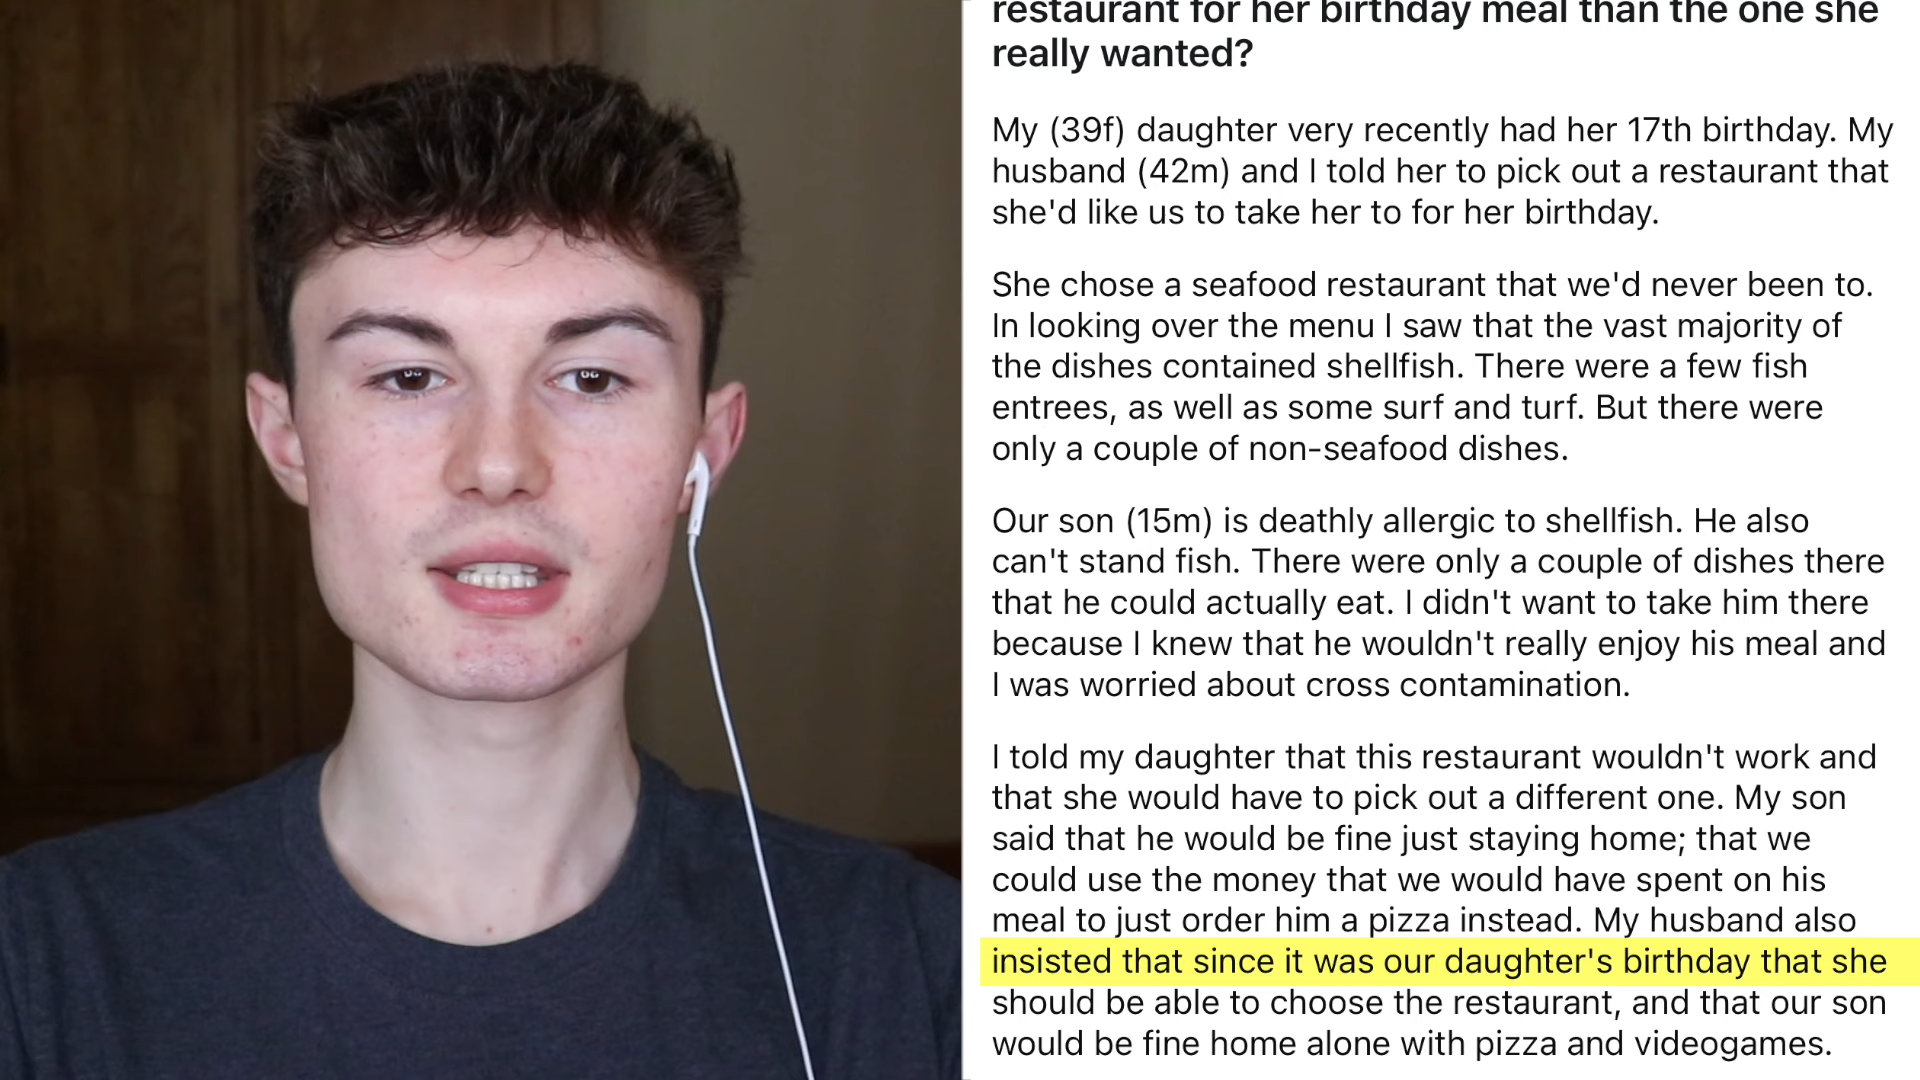 restaurant for her birthday meal than the one she
really wanted?
My (39f) daughter very recently had her 17th birthday. My
husband (42m) and I told her to pick out a restaurant that
she'd like us to take her to for her birthday.
She chose a seafood restaurant that we'd never been to.
In looking over the menu I saw that the vast majority of
the dishes contained shellfish. There were a few fish
entrees, as well as some surf and turf. But there were
only a couple of non-seafood dishes.
Our son (15m) is deathly allergic to shellfish. He also
can't stand fish. There were only a couple of dishes there
that he could actually eat. I didn't want to take him there
because I knew that he wouldn't really enjoy his meal and
I was worried about cross contamination.
I told my daughter that this restaurant wouldn't work and
that she would have to pick out a different one. My son
said that he would be fine just staying home; that we
could use the money that we would have spent on his
meal to just order him a pizza instead. My husband also
insisted that since it was our daughter's birthday that she
should be able to choose the restaurant, and that our son
would be fine home alone with pizza and videogames.